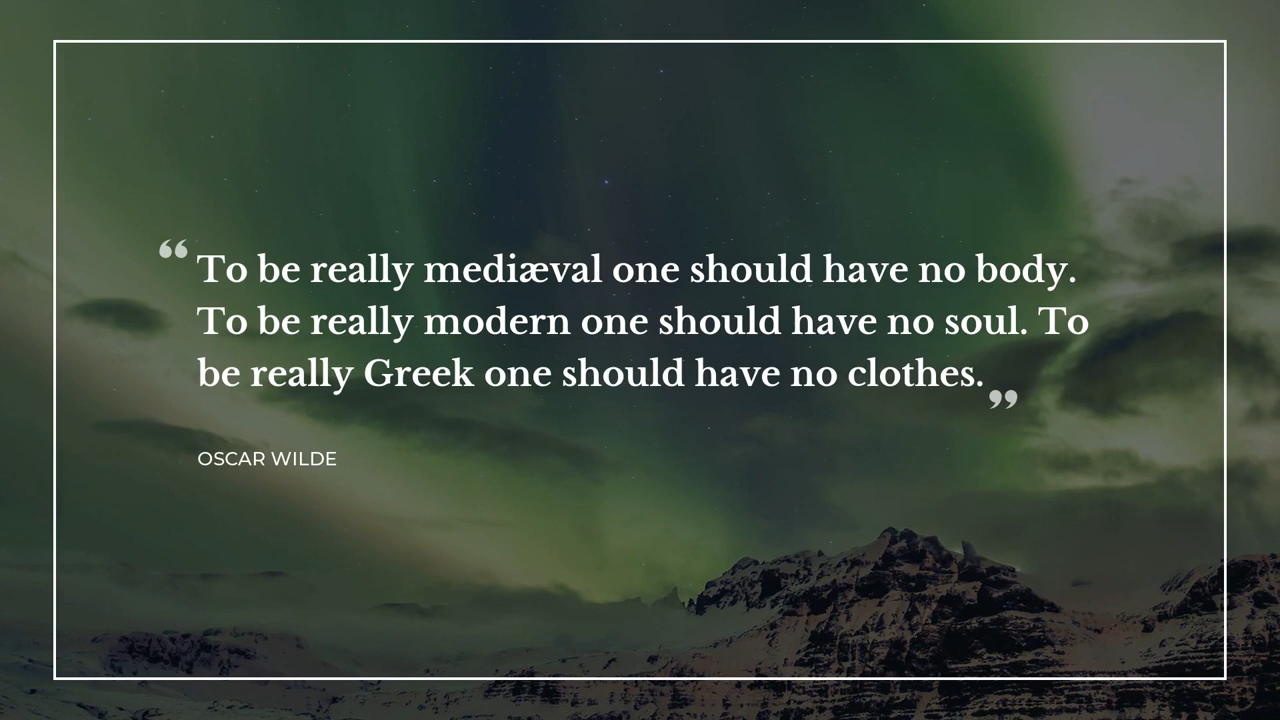 “To be really mediæval one should have no body.
To be really modern one should have no soul. To
be really Greek one should have no clothes.”
OSCAR WILDE